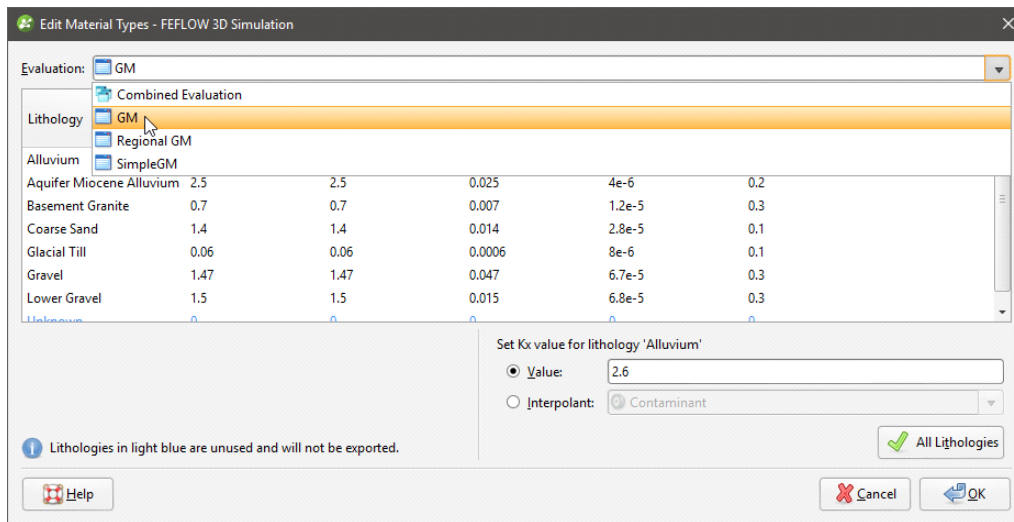 Edit Material Types - FEFLOW 3D Simulation
Evaluation: GM
Combined Evaluation
GM
Regional GM
SimpleGM
Lithology
Alluvium
Aquifer Miocene Alluvium 2.5 2.5 0.025 4e-6 0.2
Basement Granite 0.7 0.7 0.007 1.2e-5 0.3
Coarse Sand 1.4 1.4 0.014 2.8e-5 0.1
Glacial Till 0.06 0.06 0.0006 8e-6 0.1
Gravel 1.47 1.47 0.047 6.7e-5 0.3
Lower Gravel 1.5 1.5 0.015 6.8e-5 0.3
Unknown 0 0 0 0 0
Set Kx value for lithology 'Alluvium'
Value: 2.6
Interpolant: Contaminant
Lithologies in light blue are unused and will not be exported.
All Lithologies
Help
Cancel
OK